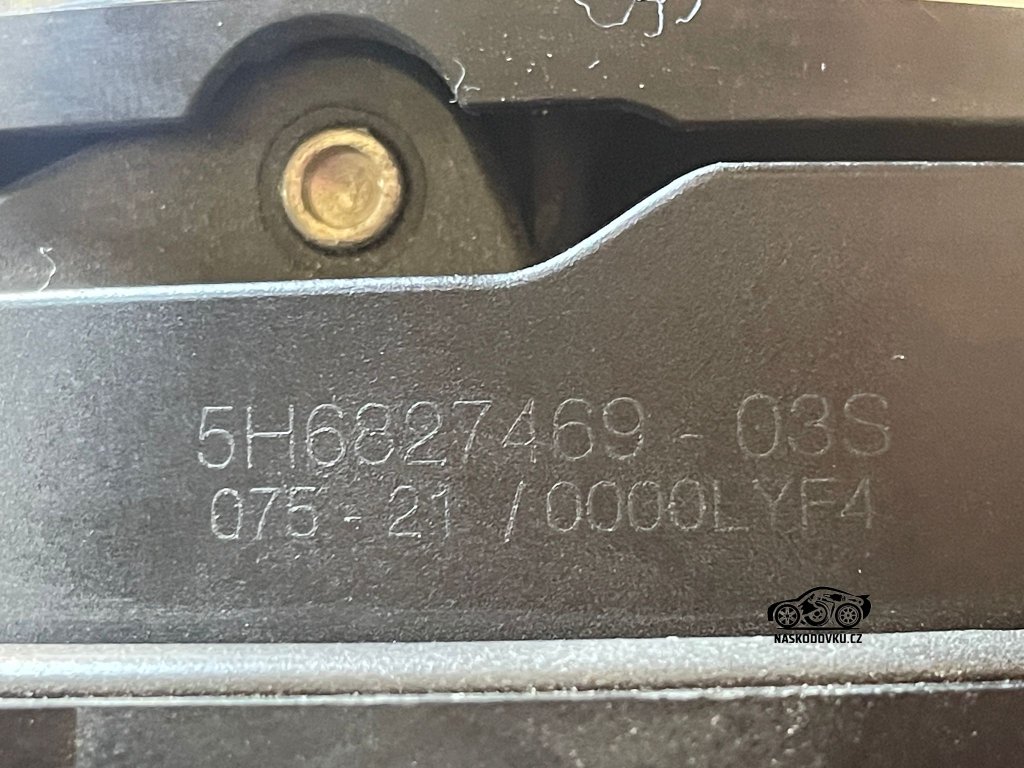 5H6827469 - 03S
075 - 21 / 0000LYF4
NASKODOVKU.CZ